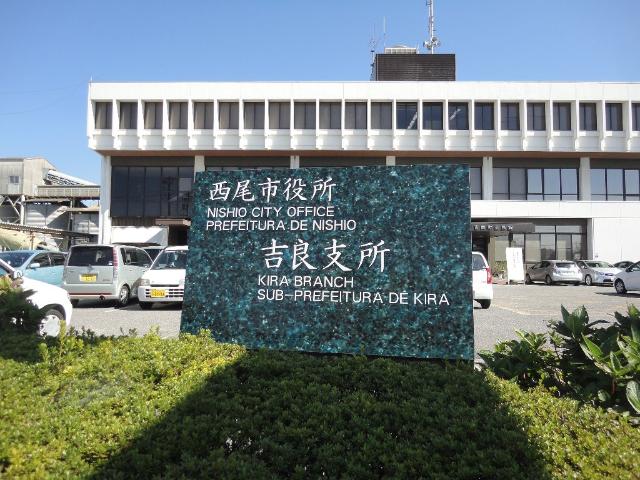 西尾市役所
NISHIO CITY OFFICE
PREFEITURA DE NISHIO
吉良支所
KIRA BRANCH
SUB-PREFEITURA DE KIRA